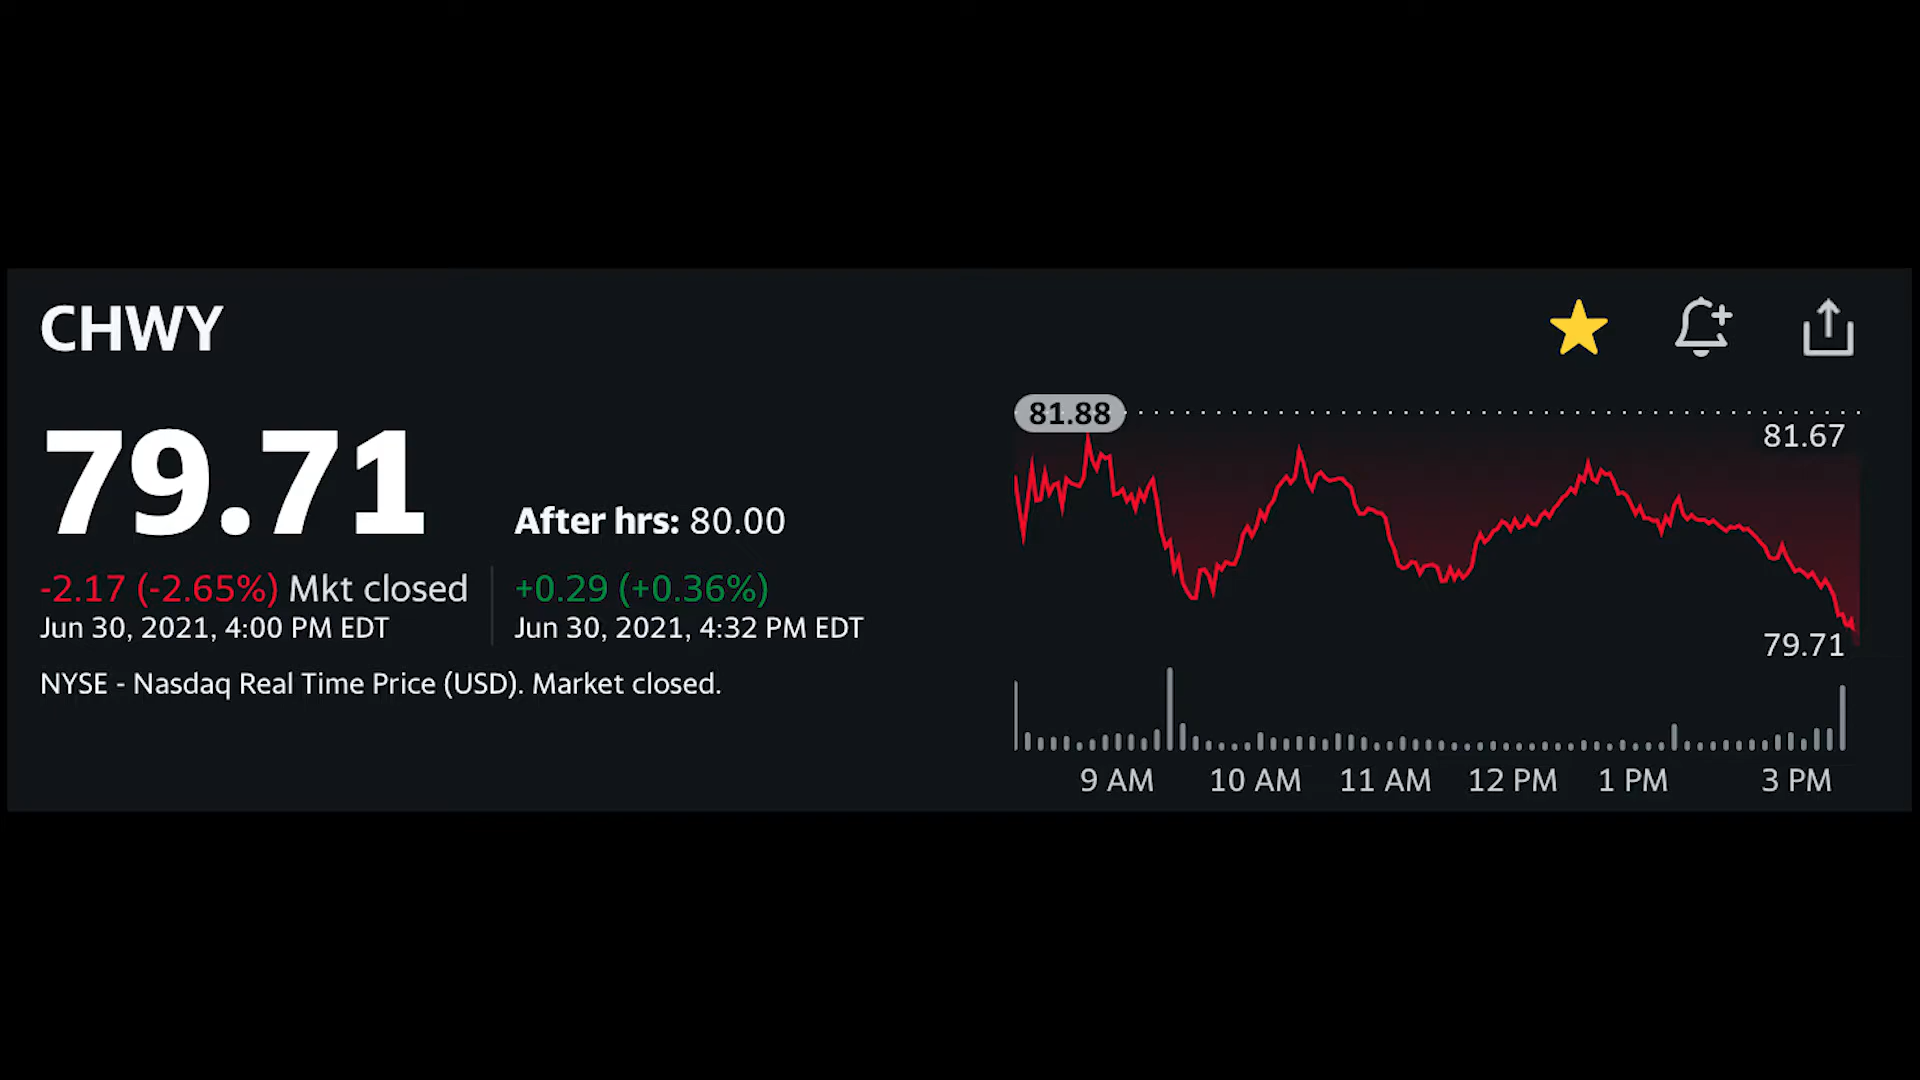 CHWY
79.71
After hrs: 80.00
-2.17 (-2.65%) Mkt closed
+0.29 (+0.36%)
Jun 30, 2021, 4:00 PM EDT
Jun 30, 2021, 4:32 PM EDT
NYSE - Nasdaq Real Time Price (USD). Market closed.
81.88
81.67
79.71
9 AM 10 AM 11 AM 12 PM 1 PM 3 PM